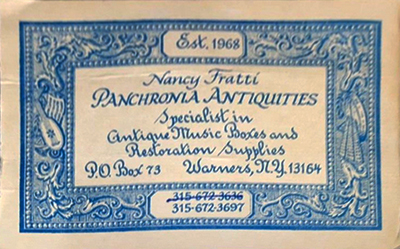 Est. 1968
Nancy Fratti
PANCHRONIA ANTIQUITIES
Specialist in
Antique Music Boxes and
Restoration Supplies
P.O. Box 73 Warners, N.Y. 13164
315-672-3636
315-672-3697